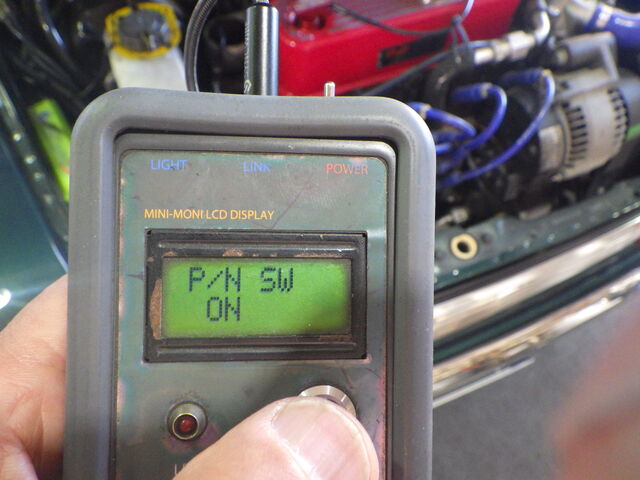 LIGHT LINK POWER
MINI-MONI LCD DISPLAY
P/N SW
ON